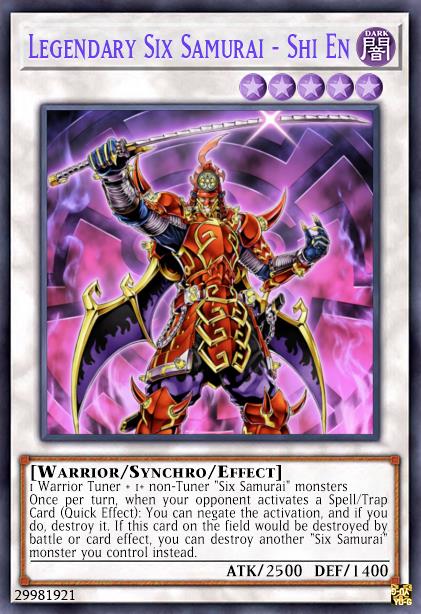 LEGENDARY SIX SAMURAI - SHI EN
DARK
闇
[WARRIOR/SYNCHRO/EFFECT]
1 Warrior Tuner + 1+ non-Tuner "Six Samurai" monsters
Once per turn, when your opponent activates a Spell/Trap
Card (Quick Effect): You can negate the activation, and if you
do, destroy it. If this card on the field would be destroyed by
battle or card effect, you can destroy another "Six Samurai"
monster you control instead.
ATK/2500 DEF/1400
29981921